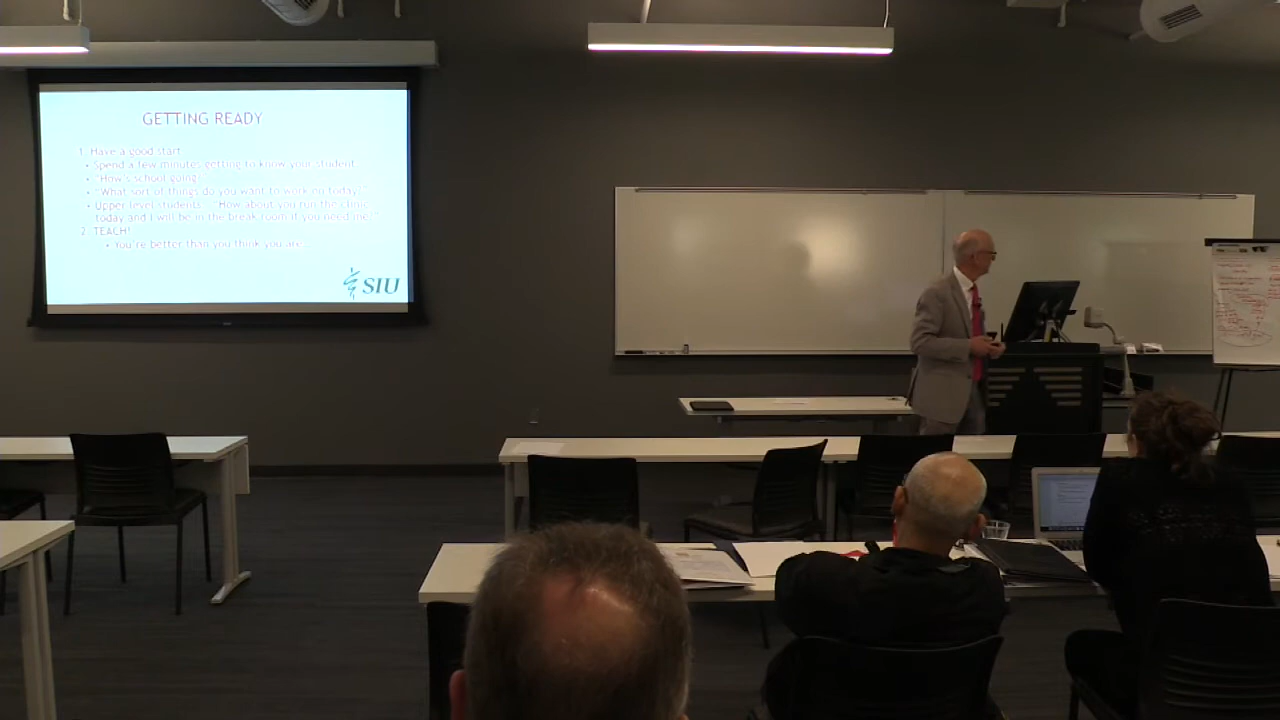 GETTING READY
1. Have a good start
• Spend a few minutes getting to know your student
• "How's school going?"
• "What sort of things do you want to work on today?"
• Upper level students: "How about you run the clinic
today and I will be in the break room if you need me?"
2. TEACH!
• You're better than you think you are...
SIU